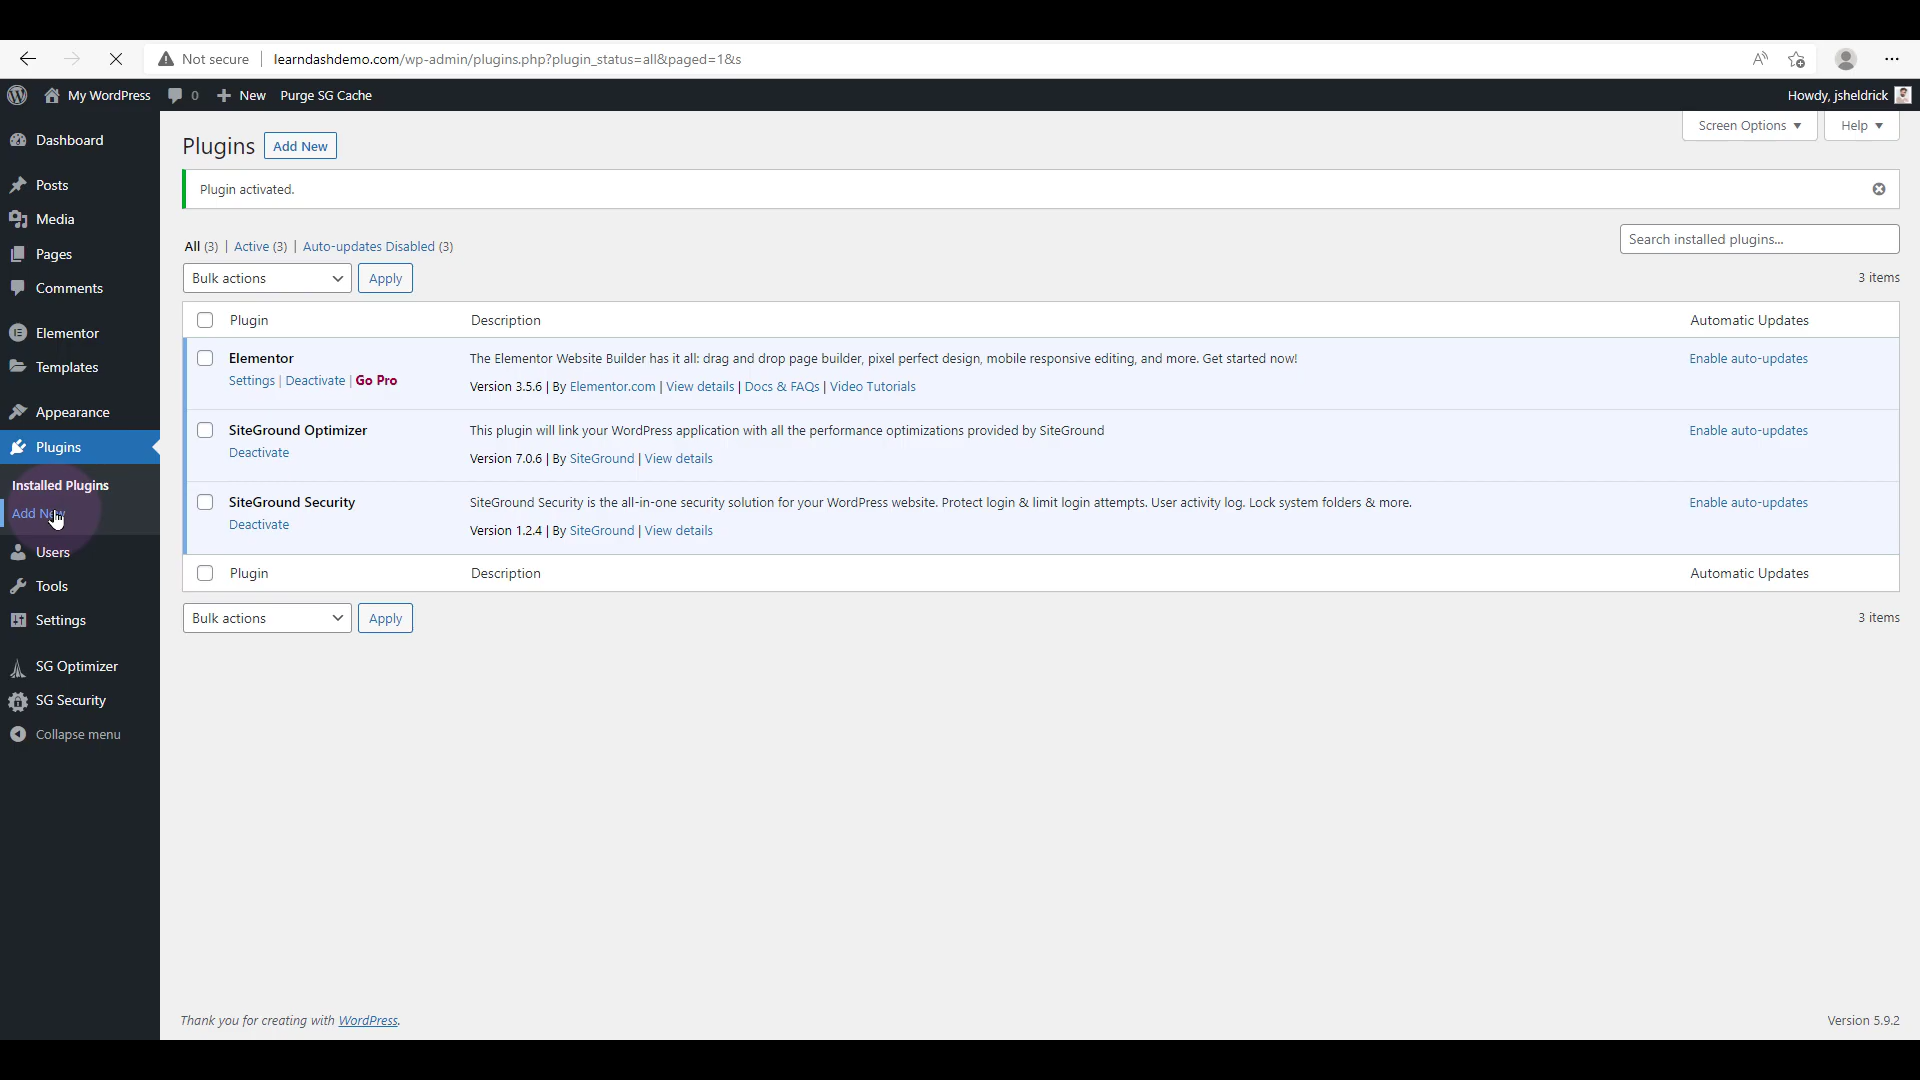 Not secure learndashdemo.com/wp-admin/plugins.php?plugin_status=all&paged=1&s
My WordPress 0 New Purge SG Cache Howdy, jsheldrick
Screen Options Help
Dashboard
Posts
Media
Pages
Comments
Elementor
Templates
Appearance
Plugins
Installed Plugins
Add New
Users
Tools
Settings
SG Optimizer
SG Security
Collapse menu
Plugins Add New
Plugin activated.
All (3) | Active (3) | Auto-updates Disabled (3)
Search installed plugins...
Bulk actions Apply 3 items
Plugin Description Automatic Updates
Elementor The Elementor Website Builder has it all: drag and drop page builder, pixel perfect design, mobile responsive editing, and more. Get started now! Enable auto-updates
Settings | Deactivate | Go Pro Version 3.5.6 | By Elementor.com | View details | Docs & FAQs | Video Tutorials
SiteGround Optimizer This plugin will link your WordPress application with all the performance optimizations provided by SiteGround Enable auto-updates
Deactivate Version 7.0.6 | By SiteGround | View details
SiteGround Security SiteGround Security is the all-in-one security solution for your WordPress website. Protect login & limit login attempts. User activity log. Lock system folders & more. Enable auto-updates
Deactivate Version 1.2.4 | By SiteGround | View details
Plugin Description Automatic Updates
Bulk actions Apply 3 items
Thank you for creating with WordPress. Version 5.9.2